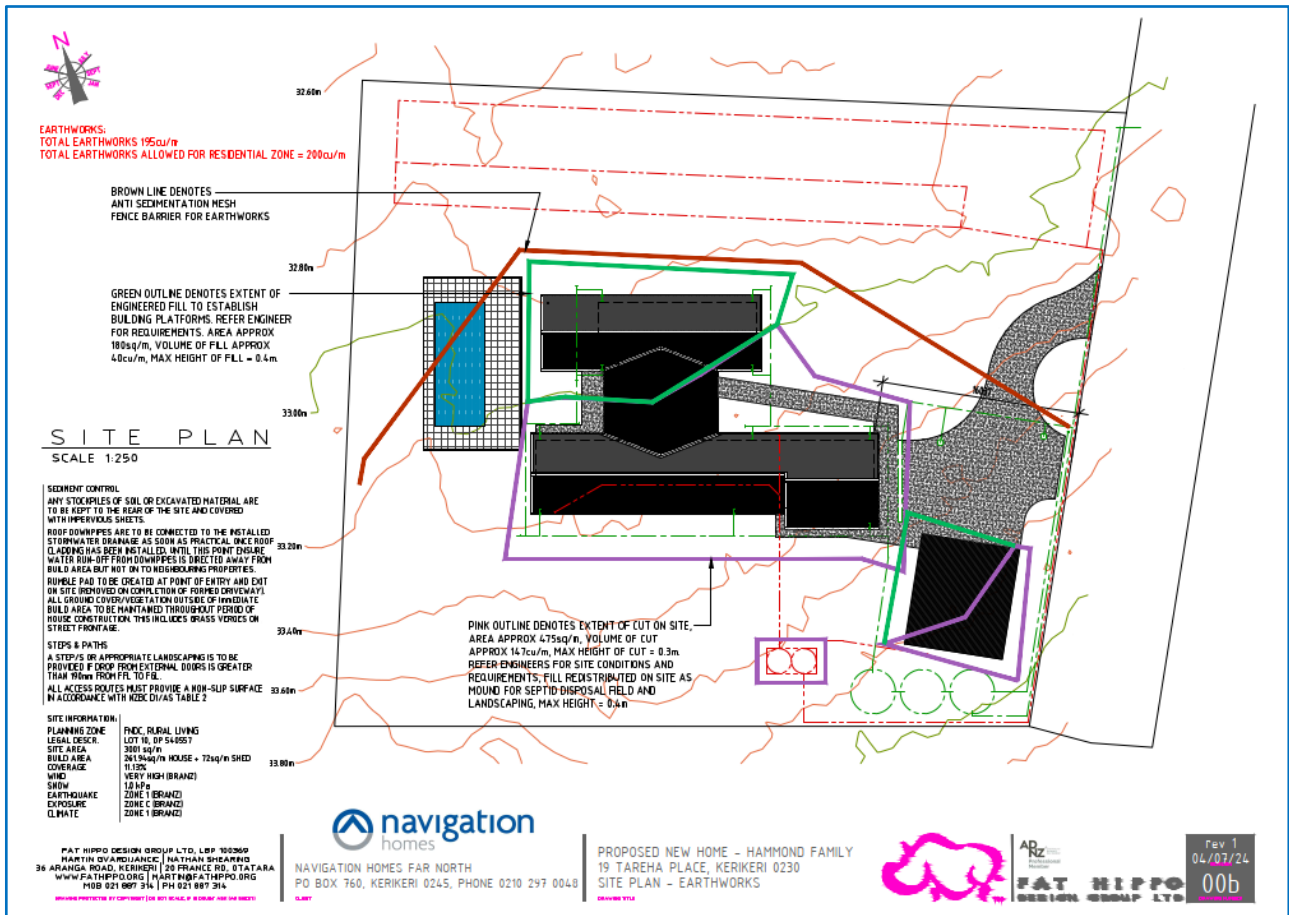 N
32.60m
EARTHWORKS:
TOTAL EARTHWORKS 195cu/m
TOTAL EARTHWORKS ALLOWED FOR RESIDENTIAL ZONE = 200cu/m
BROWN LINE DENOTES
ANTI SEDIMENTATION MESH
FENCE BARRIER FOR EARTHWORKS
32.80m
GREEN OUTLINE DENOTES EXTENT OF
ENGINEERED FILL TO ESTABLISH
BUILDING PLATFORMS. REFER ENGINEER
FOR REQUIREMENTS. AREA APPROX
180sq/m, VOLUME OF FILL APPROX
40cu/m, MAX HEIGHT OF FILL = 0.4m
33.00m
SITE PLAN
SCALE 1:250
SEDIMENT CONTROL
ANY STOCKPILES OF SOIL OR EXCAVATED MATERIAL ARE
TO BE KEPT TO THE REAR OF THE SITE AND COVERED
WITH IMPERVIOUS SHEETS.
ROOF DOWNPIPES ARE TO BE CONNECTED TO THE INSTALLED
STORMWATER DRAINAGE AS SOON AS PRACTICAL ONCE ROOF
CLADDING HAS BEEN INSTALLED. UNTIL THIS POINT ENSURE
WATER RUN-OFF FROM DOWNPIPES IS DIRECTED AWAY FROM
BUILD AREA BUT NOT ON TO NEIGHBOURING PROPERTIES.
RUMBLE PAD TO BE CREATED AT POINT OF ENTRY AND EXIT
ON SITE (REMOVED ON COMPLETION OF FORMED DRIVEWAY).
ALL GROUND COVER/VEGETATION OUTSIDE OF IMMEDIATE
BUILD AREA TO BE MAINTAINED THROUGHOUT PERIOD OF
HOUSE CONSTRUCTION. THIS INCLUDES GRASS VERGES ON
STREET FRONTAGE.
33.20m
33.40m
STEPS & PATHS
A STEP/S OR APPROPRIATE LANDSCAPING IS TO BE
PROVIDED IF DROP FROM EXTERNAL DOORS IS GREATER
THAN 190mm FROM FFL TO FGL.
ALL ACCESS ROUTES MUST PROVIDE A NON-SLIP SURFACE
IN ACCORDANCE WITH NZBC D1/AS TABLE 2
33.60m
PINK OUTLINE DENOTES EXTENT OF CUT ON SITE,
AREA APPROX 475sq/m, VOLUME OF CUT
APPROX 147cu/m, MAX HEIGHT OF CUT = 0.3m.
REFER ENGINEERS FOR SITE CONDITIONS AND
REQUIREMENTS, FILL REDISTRIBUTED ON SITE AS
MOUND FOR SEPTID DISPOSAL FIELD AND
LANDSCAPING, MAX HEIGHT = 0.4m
SITE INFORMATION:
PLANNING ZONE FNDC, RURAL LIVING
LEGAL DESCR. LOT 10, DP 540557
SITE AREA 3001 sq/m
BUILD AREA 261.94sq/m HOUSE + 72sq/m SHED
COVERAGE 11.13%
WIND VERY HIGH (BRANZ)
SNOW 1.0 kPa
EARTHQUAKE ZONE 1 (BRANZ)
EXPOSURE ZONE C (BRANZ)
CLIMATE ZONE 1 (BRANZ)
33.80m
FAT HIPPO DESIGN GROUP LTD, LBP 100369
MARTIN GVARDIJANCIC | NATHAN SHEARING
36 ARANGA ROAD, KERIKERI | 20 FRANCE RD, OTATARA
WWW.FATHIPPO.ORG | MARTIN@FATHIPPO.ORG
MOB 021 887 314 | PH 021 887 314
navigation
homes
NAVIGATION HOMES FAR NORTH
PO BOX 760, KERIKERI 0245, PHONE 0210 297 0048
CLIENT
PROPOSED NEW HOME - HAMMOND FAMILY
19 TAREHA PLACE, KERIKERI 0230
SITE PLAN - EARTHWORKS
DRAWING TITLE
ADNZ
Professional
Member
FAT HIPPO
DESIGN GROUP LTD
rev 1
04/07/24
00b